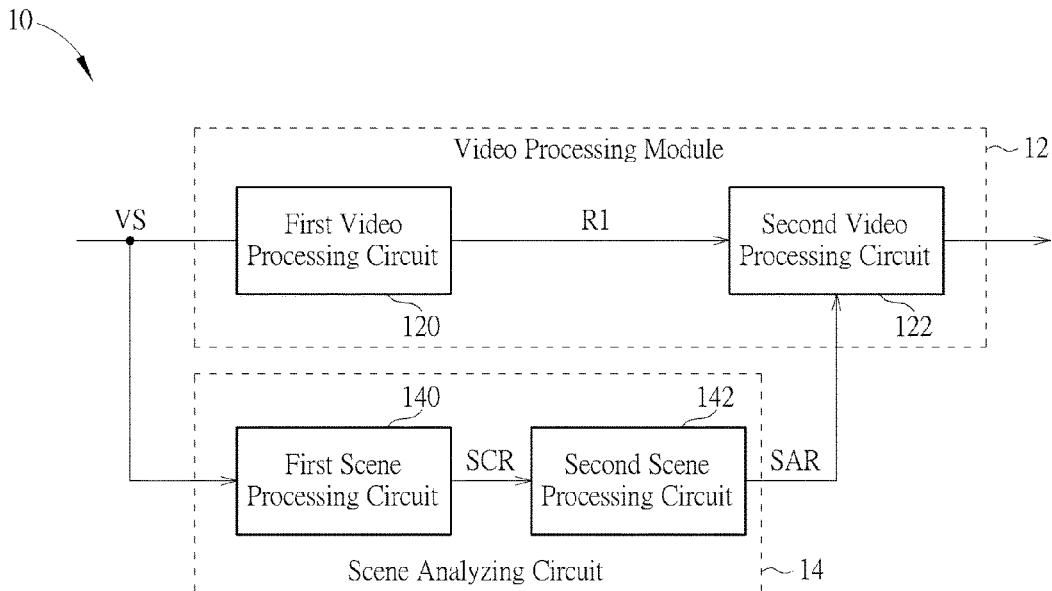 10
Video Processing Module
12
VS
First Video
Processing Circuit
R1
Second Video
Processing Circuit
120
122
140
142
First Scene
Processing Circuit
SCR
Second Scene
Processing Circuit
SAR
Scene Analyzing Circuit
14